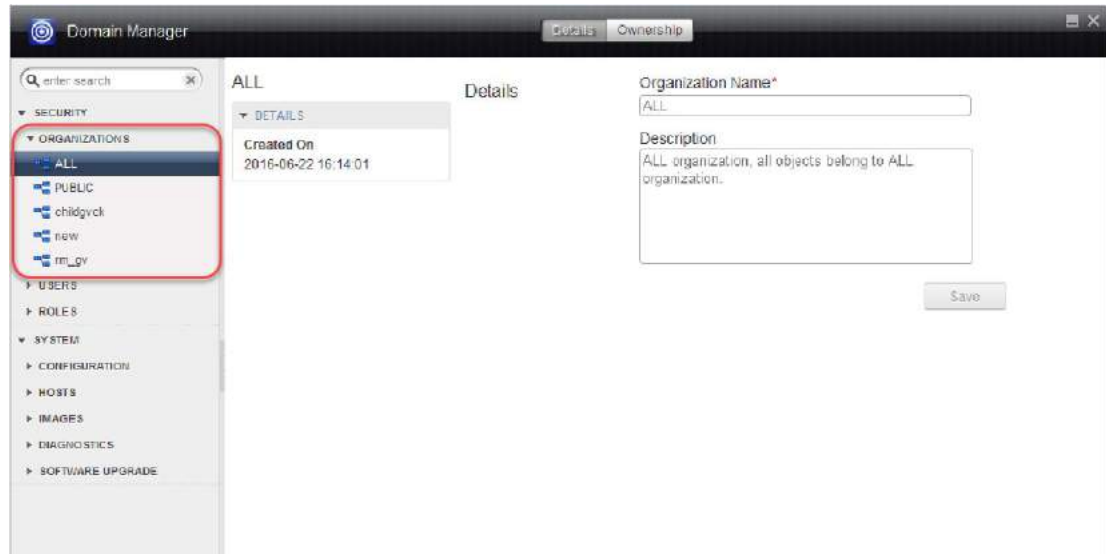 Domain Manager
Details Ownership
enter search
SECURITY
ORGANIZATIONS
ALL
PUBLIC
childgvck
new
rm_gv
USERS
ROLES
SYSTEM
CONFIGURATION
HOSTS
IMAGES
DIAGNOSTICS
SOFTWARE UPGRADE
ALL
DETAILS
Created On
2016-06-22 16:14:01
Details
Organization Name*
ALL
Description
ALL organization, all objects belong to ALL
organization.
Save